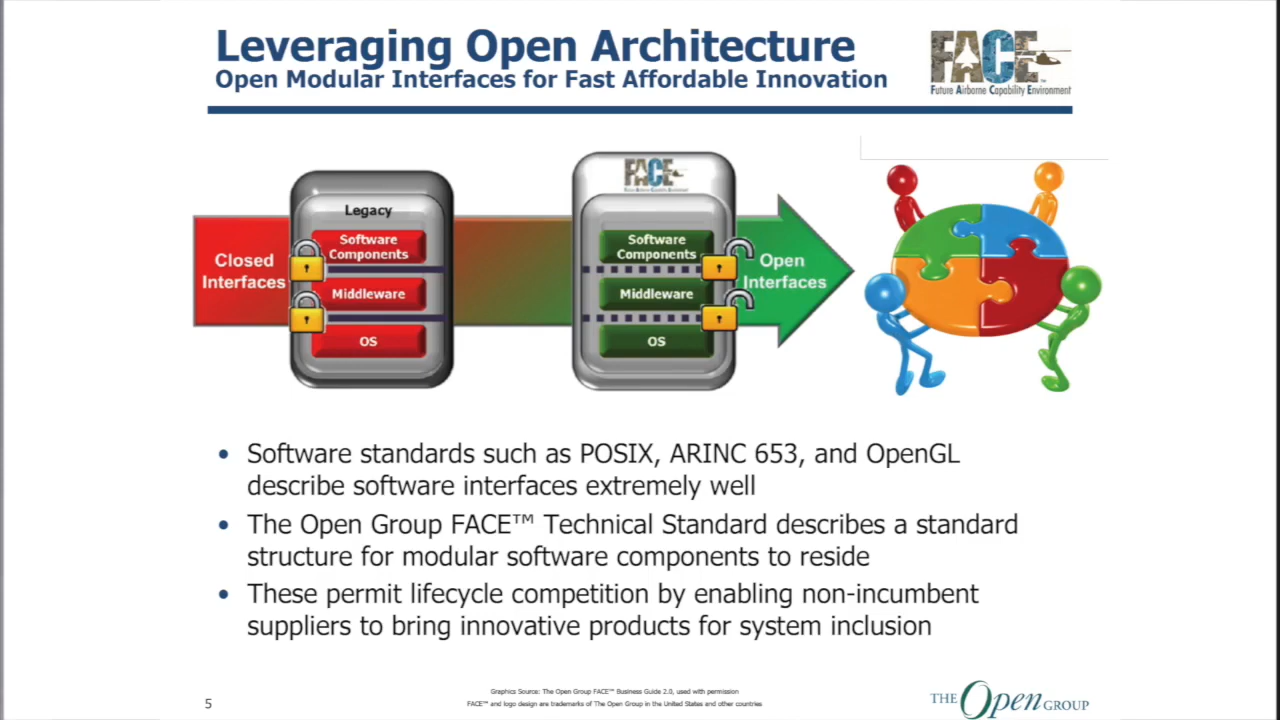 Leveraging Open Architecture
Open Modular Interfaces for Fast Affordable Innovation
FACE™
Future Airborne Capability Environment
Closed
Interfaces
Legacy
Software
Components
Middleware
OS
FACE
Software
Components
Middleware
OS
Open
Interfaces
• Software standards such as POSIX, ARINC 653, and OpenGL
describe software interfaces extremely well
• The Open Group FACE™ Technical Standard describes a standard
structure for modular software components to reside
• These permit lifecycle competition by enabling non-incumbent
suppliers to bring innovative products for system inclusion
5
Graphics Source: The Open Group FACE™ Business Guide 2.0, used with permission
FACE™ and logo design are trademarks of The Open Group in the United States and other countries
THE Open GROUP